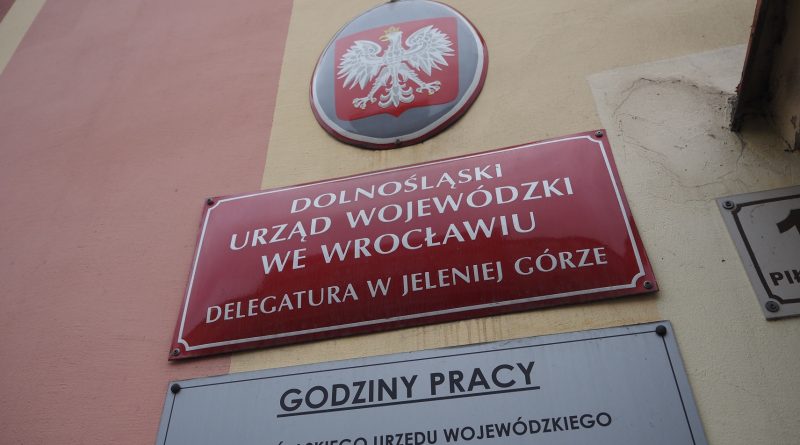 DOLNOŚLĄSKI
URZĄD WOJEWÓDZKI
WE WROCŁAWIU
DELEGATURA W JELENIEJ GÓRZE
GODZINY PRACY
URZĘDU WOJEWÓDZKIEGO